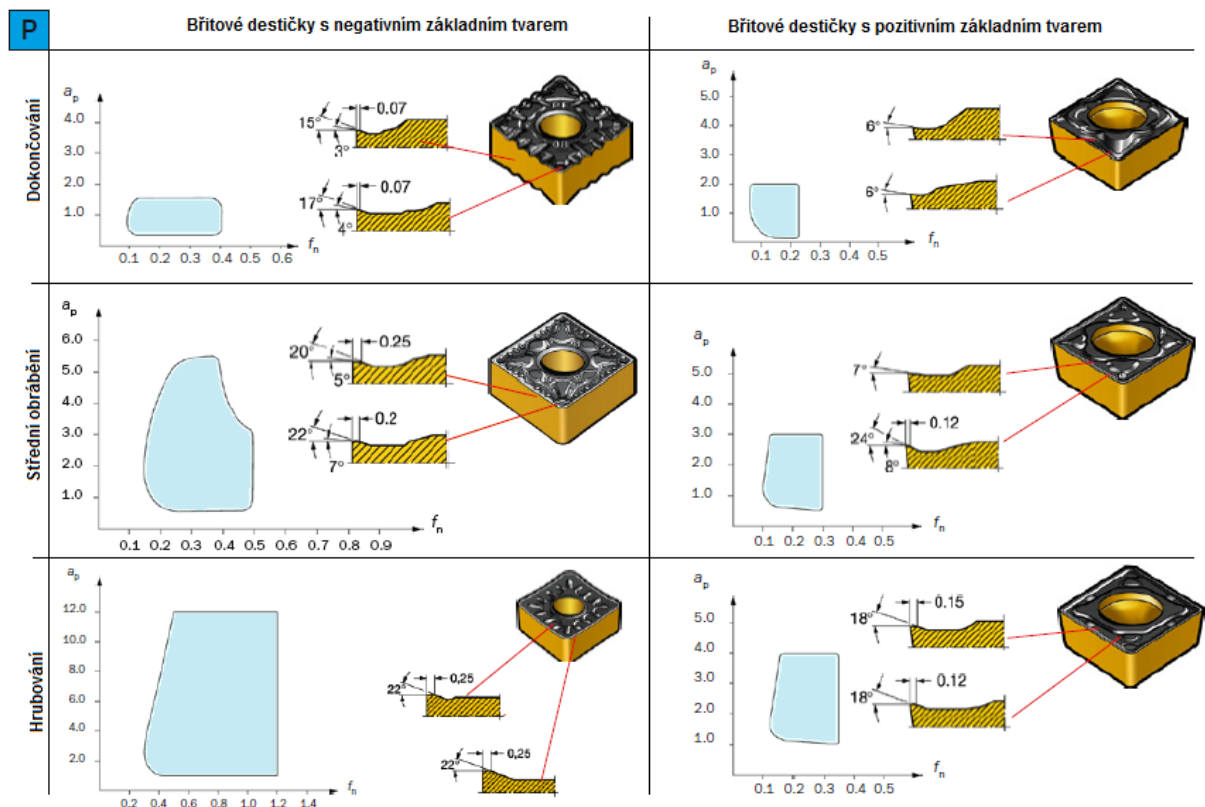 P
Břitové destičky s negativním základním tvarem
Břitové destičky s pozitivním základním tvarem
Dokončování
ap
4.0
3.0
2.0
1.0
0.1 0.2 0.3 0.4 0.5 0.6
fn
15°
0.07
3°
17°
0.07
4°
ap
5.0
4.0
3.0
2.0
1.0
0.1 0.2 0.3 0.4 0.5
fn
6°
6°
Střední obrábění
ap
6.0
5.0
4.0
3.0
2.0
1.0
0.1 0.2 0.3 0.4 0.5 0.6 0.7 0.8 0.9
fn
20°
0.25
5°
22°
0.2
7°
ap
5.0
4.0
3.0
2.0
1.0
0.1 0.2 0.3 0.4 0.5
fn
7°
24°
0.12
8°
Hrubování
ap
12.0
10.0
8.0
6.0
4.0
2.0
0.2 0.4 0.6 0.8 1.0 1.2 1.4
fn
22°
0,25
22°
0,25
ap
5.0
4.0
3.0
2.0
1.0
0.1 0.2 0.3 0.4 0.5
fn
18°
0.15
18°
0.12